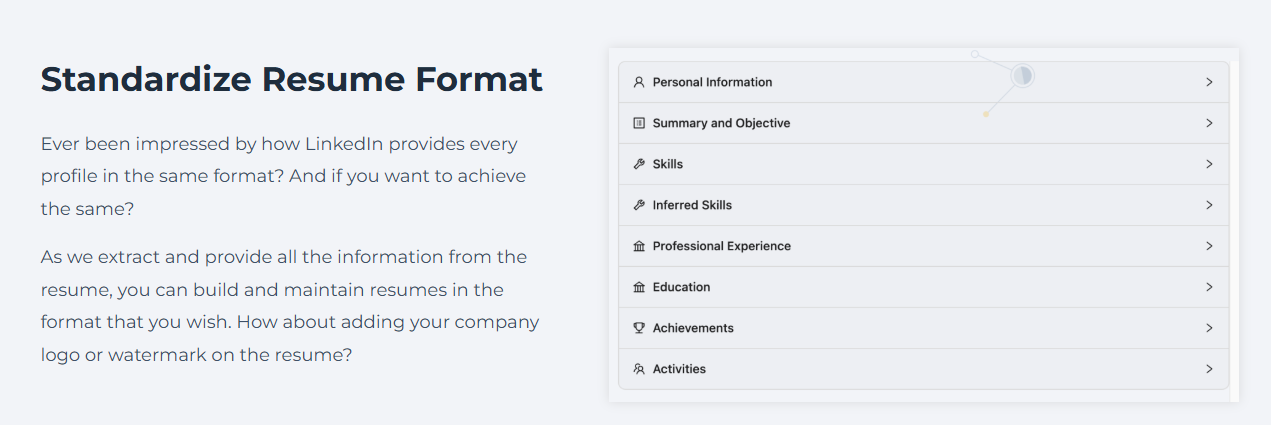 Standardize Resume Format
Ever been impressed by how LinkedIn provides every
profile in the same format? And if you want to achieve
the same?
As we extract and provide all the information from the
resume, you can build and maintain resumes in the
format that you wish. How about adding your company
logo or watermark on the resume?
Personal Information
Summary and Objective
Skills
Inferred Skills
Professional Experience
Education
Achievements
Activities